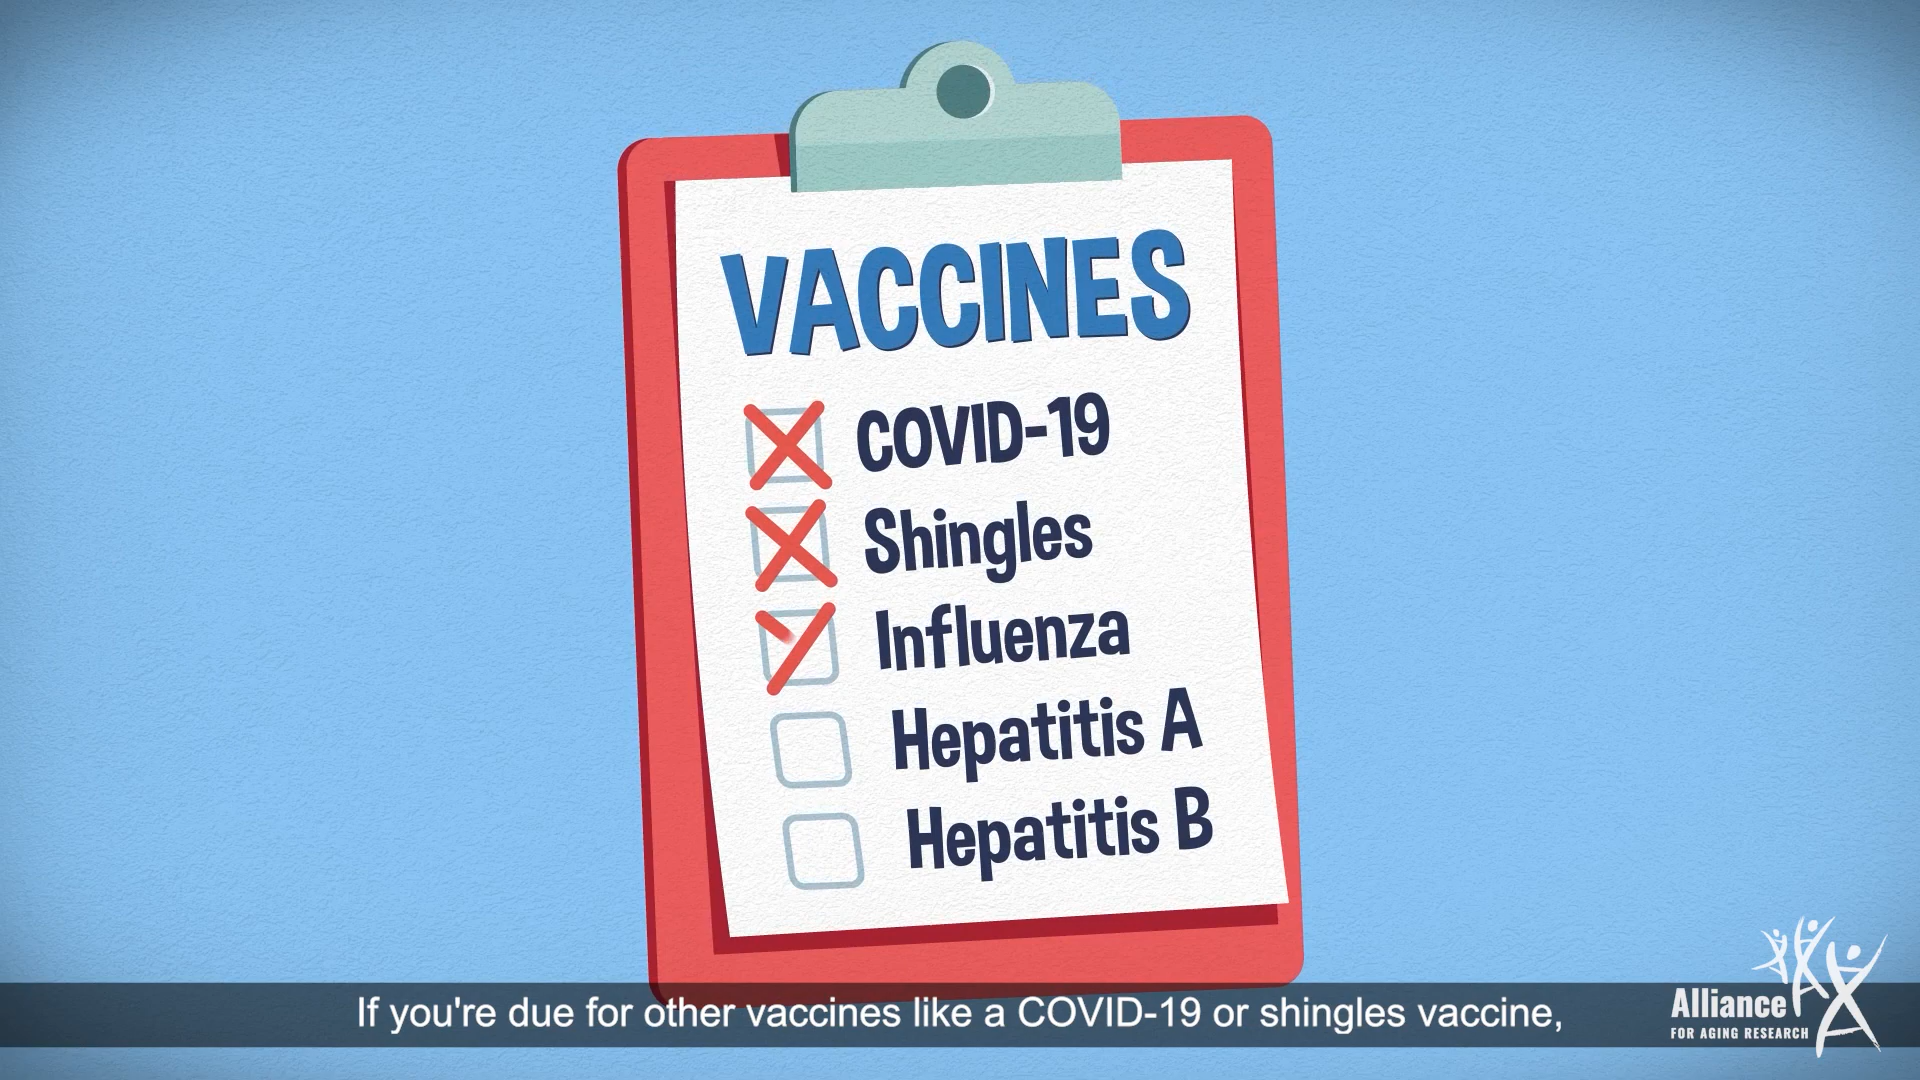 VACCINES
COVID-19
Shingles
Influenza
Hepatitis A
Hepatitis B
If you're due for other vaccines like a COVID-19 or shingles vaccine,
Alliance
FOR AGING RESEARCH